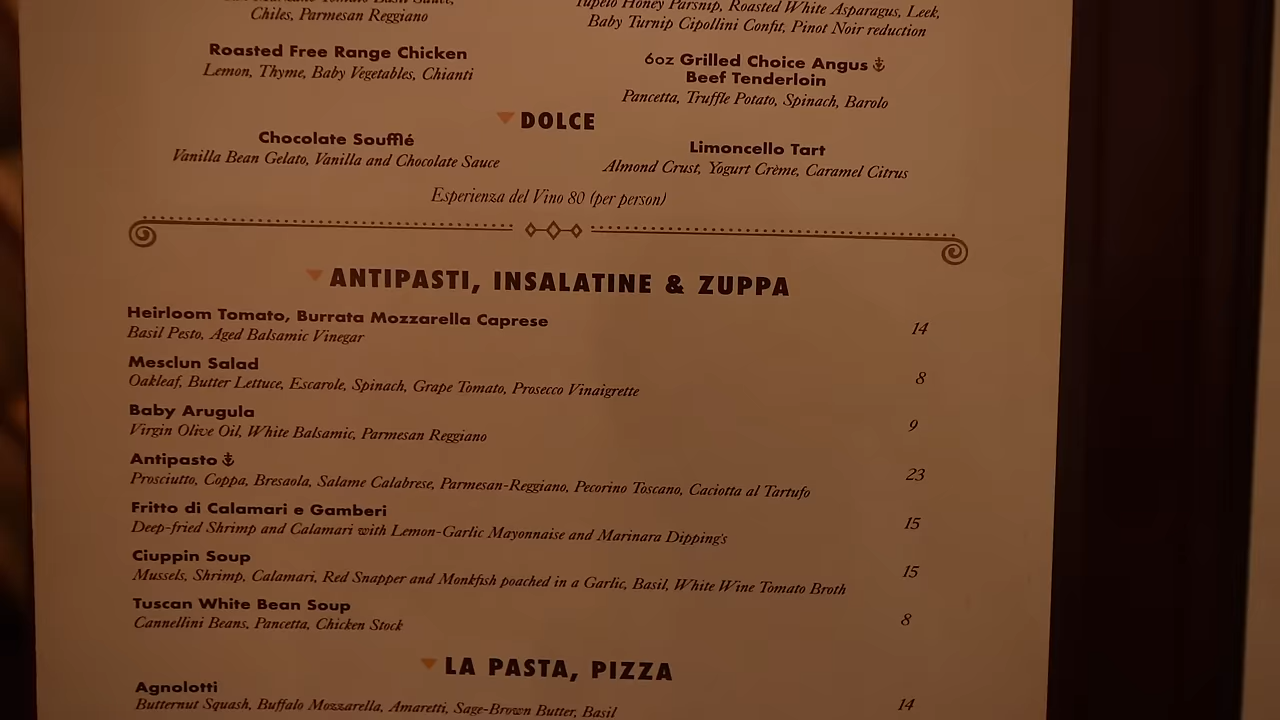 Chiles, Parmesan Reggiano
Roasted Free Range Chicken
Lemon, Thyme, Baby Vegetables, Chianti
Tupelo Honey Parsnip, Roasted White Asparagus, Leek,
Baby Turnip Cipollini Confit, Pinot Noir reduction
6oz Grilled Choice Angus
Beef Tenderloin
Pancetta, Truffle Potato, Spinach, Barolo
DOLCE
Chocolate Soufflé
Vanilla Bean Gelato, Vanilla and Chocolate Sauce
Limoncello Tart
Almond Crust, Yogurt Crème, Caramel Citrus
Esperienza del Vino 80 (per person)
ANTIPASTI, INSALATINE & ZUPPA
Heirloom Tomato, Burrata Mozzarella Caprese 14
Basil Pesto, Aged Balsamic Vinegar
Mesclun Salad 8
Oakleaf, Butter Lettuce, Escarole, Spinach, Grape Tomato, Prosecco Vinaigrette
Baby Arugula 9
Virgin Olive Oil, White Balsamic, Parmesan Reggiano
Antipasto 23
Prosciutto, Coppa, Bresaola, Salame Calabrese, Parmesan-Reggiano, Pecorino Toscano, Caciotta al Tartufo
Fritto di Calamari e Gamberi 15
Deep-fried Shrimp and Calamari with Lemon-Garlic Mayonnaise and Marinara Dipping's
Ciuppin Soup 15
Mussels, Shrimp, Calamari, Red Snapper and Monkfish poached in a Garlic, Basil, White Wine Tomato Broth
Tuscan White Bean Soup 8
Cannellini Beans, Pancetta, Chicken Stock
LA PASTA, PIZZA
Agnolotti 14
Butternut Squash, Buffalo Mozzarella, Amaretti, Sage-Brown Butter, Basil